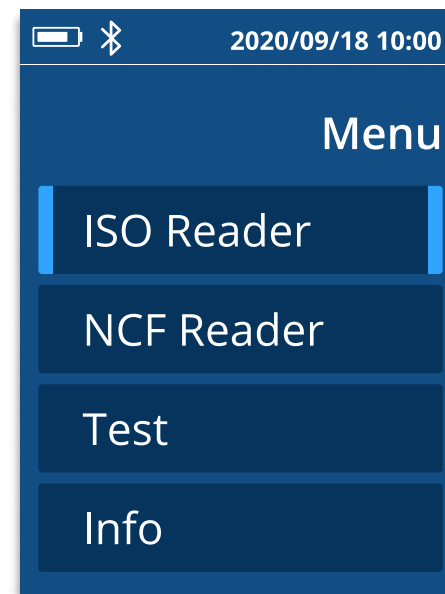 2020/09/18 10:00
Menu
ISO Reader
NCF Reader
Test
Info